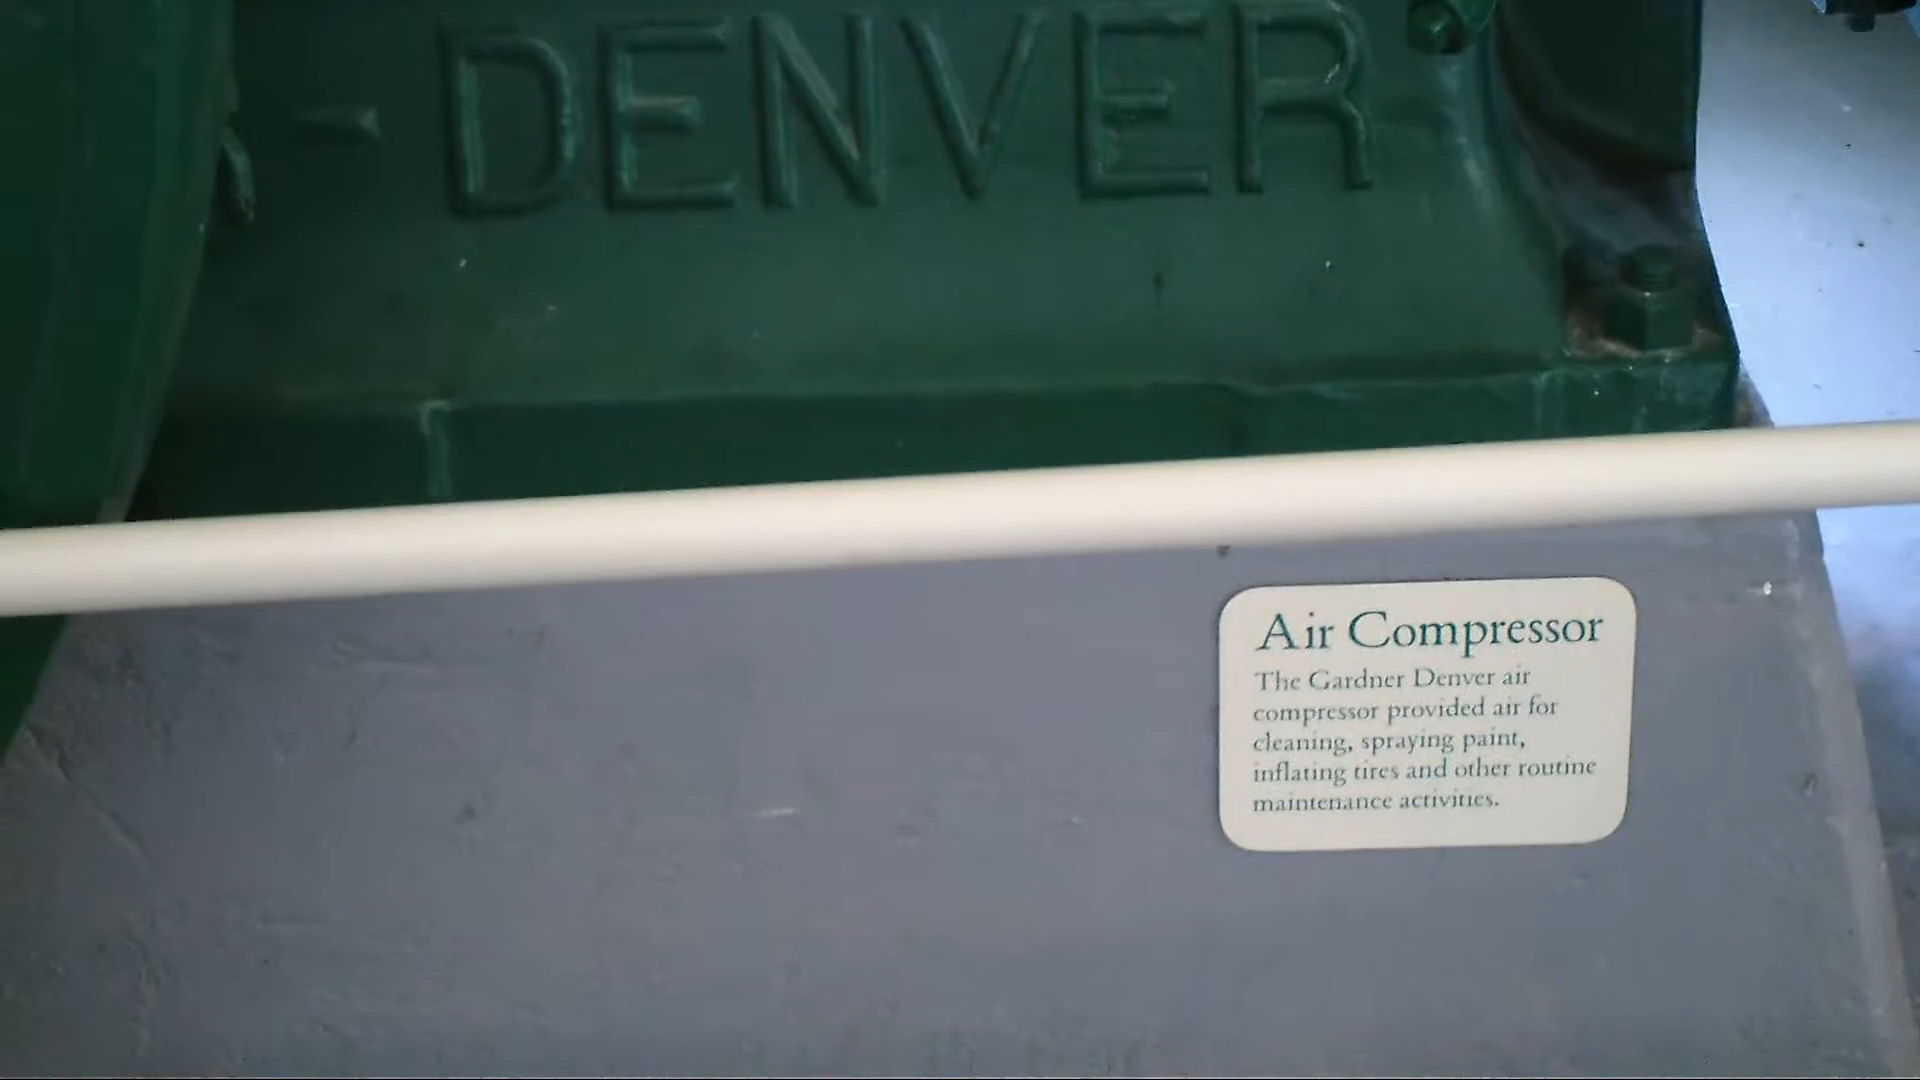 - DENVER
Air Compressor
The Gardner Denver air
compressor provided air for
cleaning, spraying paint,
inflating tires and other routine
maintenance activities.